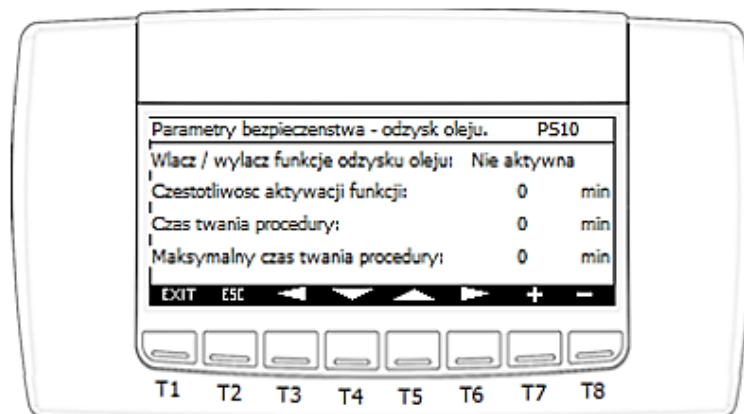 Parametry bezpieczenstwa - odzysk oleju. PS10
Wlacz / wylacz funkcje odzysku oleju: Nie aktywna
Czestotliwosc aktywacji funkcji: 0 min
Czas twania procedury: 0 min
Maksymalny czas twania procedury: 0 min
EXIT ESC + -
T1 T2 T3 T4 T5 T6 T7 T8